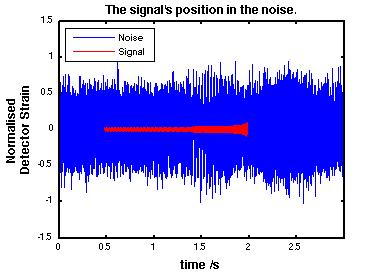 The signal's position in the noise.
Noise
Signal
Normalised
Detector Strain
1.5
1
0.5
0
-0.5
-1
-1.5
0 0.5 1 1.5 2 2.5
time /s